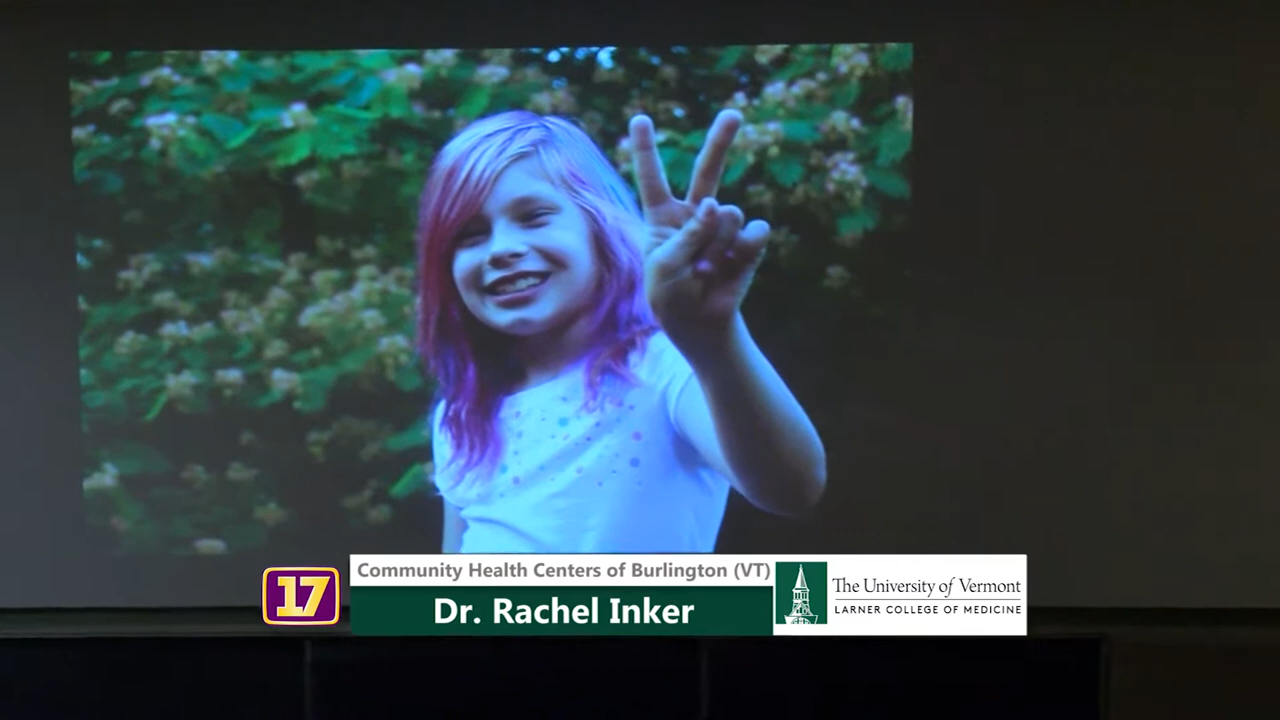 17
Community Health Centers of Burlington (VT)
Dr. Rachel Inker
The University of Vermont
LARNER COLLEGE OF MEDICINE